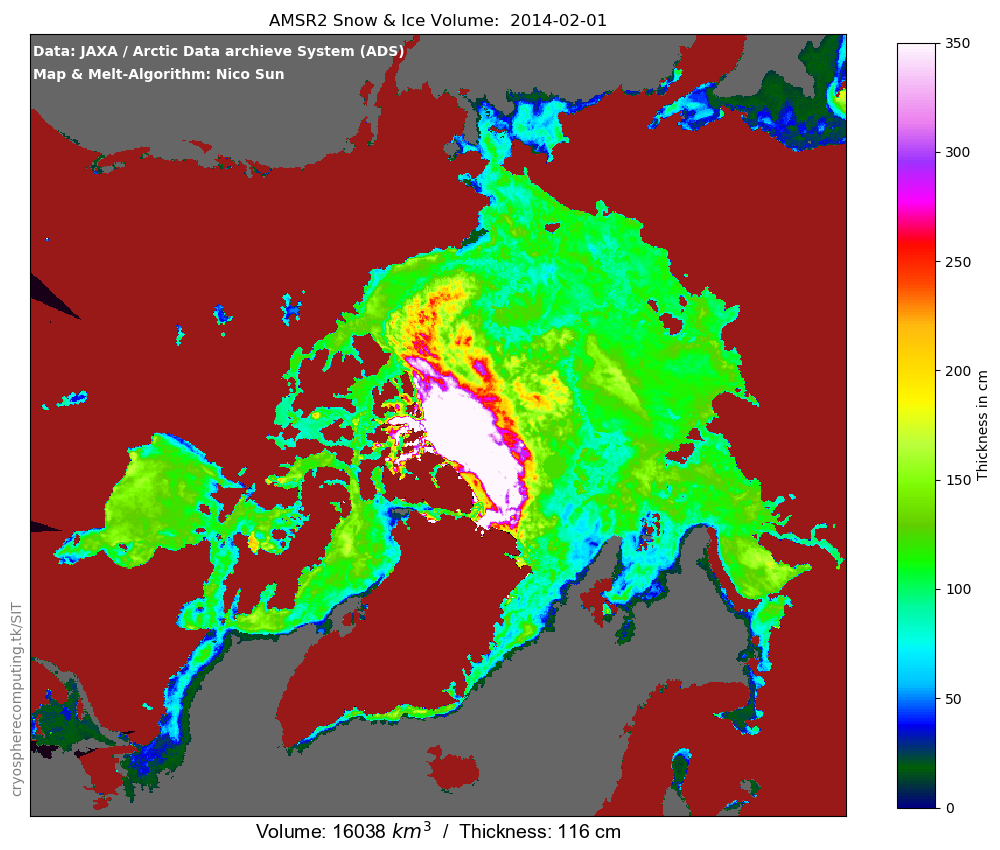 AMSR2 Snow & Ice Volume:  2014-02-01
Data: JAXA / Arctic Data archieve System (ADS)
Map & Melt-Algorithm: Nico Sun
350
300
250
200
150
100
50
0
Thickness in cm
cryospherecomputing.tk/SIT
Volume: 16038 km³  /  Thickness: 116 cm